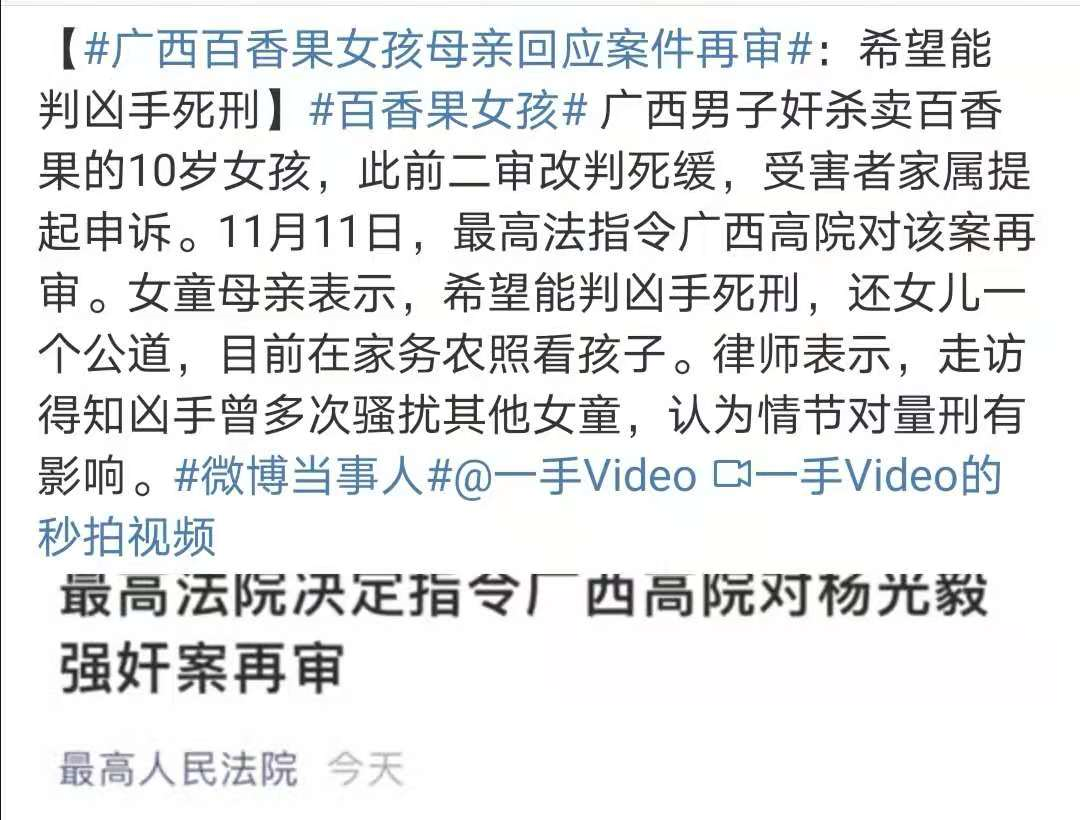 【#广西百香果女孩母亲回应案件再审#：希望能
判凶手死刑】#百香果女孩# 广西男子奸杀卖百香
果的10岁女孩，此前二审改判死缓，受害者家属提
起申诉。11月11日，最高法指令广西高院对该案再
审。女童母亲表示，希望能判凶手死刑，还女儿一
个公道，目前在家务农照看孩子。律师表示，走访
得知凶手曾多次骚扰其他女童，认为情节对量刑有
影响。#微博当事人#@一手Video 一手Video的
秒拍视频
最高法院决定指令广西高院对杨光毅
强奸案再审
最高人民法院 今天